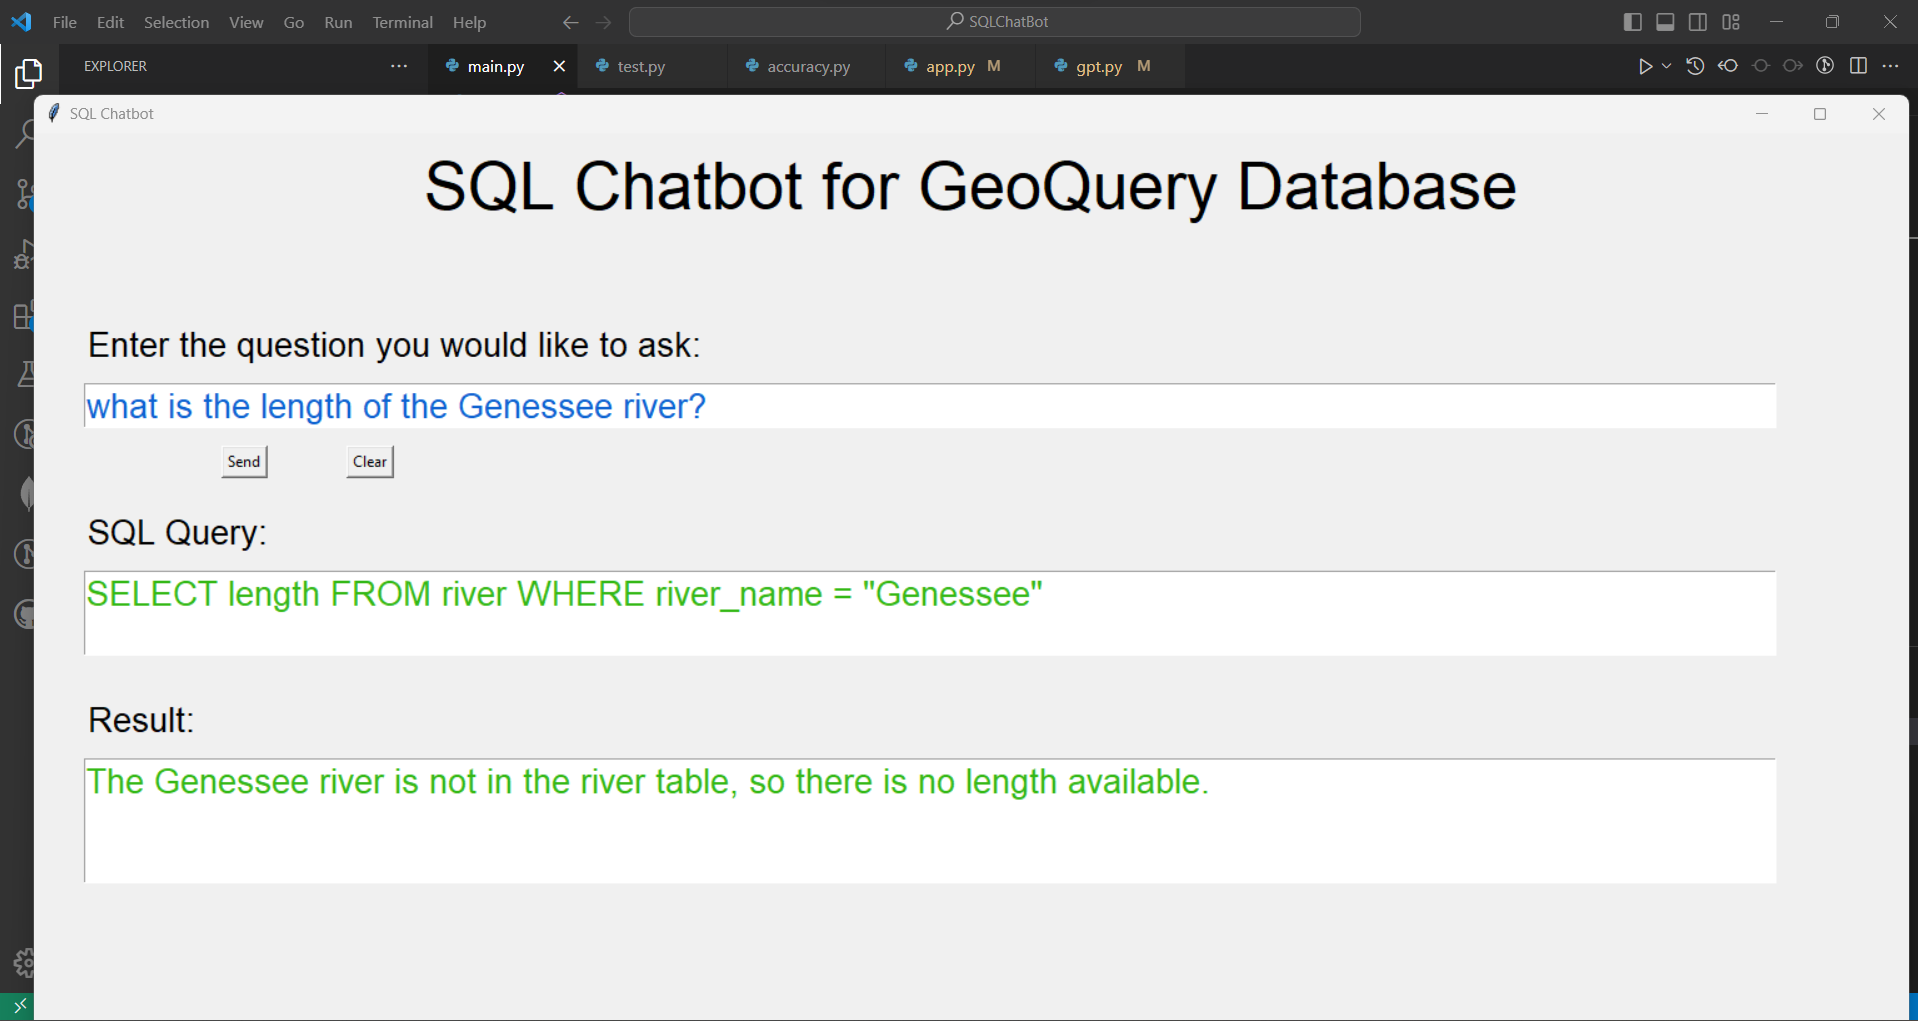 File Edit Selection View Go Run Terminal Help SQLChatBot
EXPLORER main.py test.py accuracy.py app.py M gpt.py M
SQL Chatbot
SQL Chatbot for GeoQuery Database
Enter the question you would like to ask:
what is the length of the Genessee river?
Send Clear
SQL Query:
SELECT length FROM river WHERE river_name = "Genessee"
Result:
The Genessee river is not in the river table, so there is no length available.